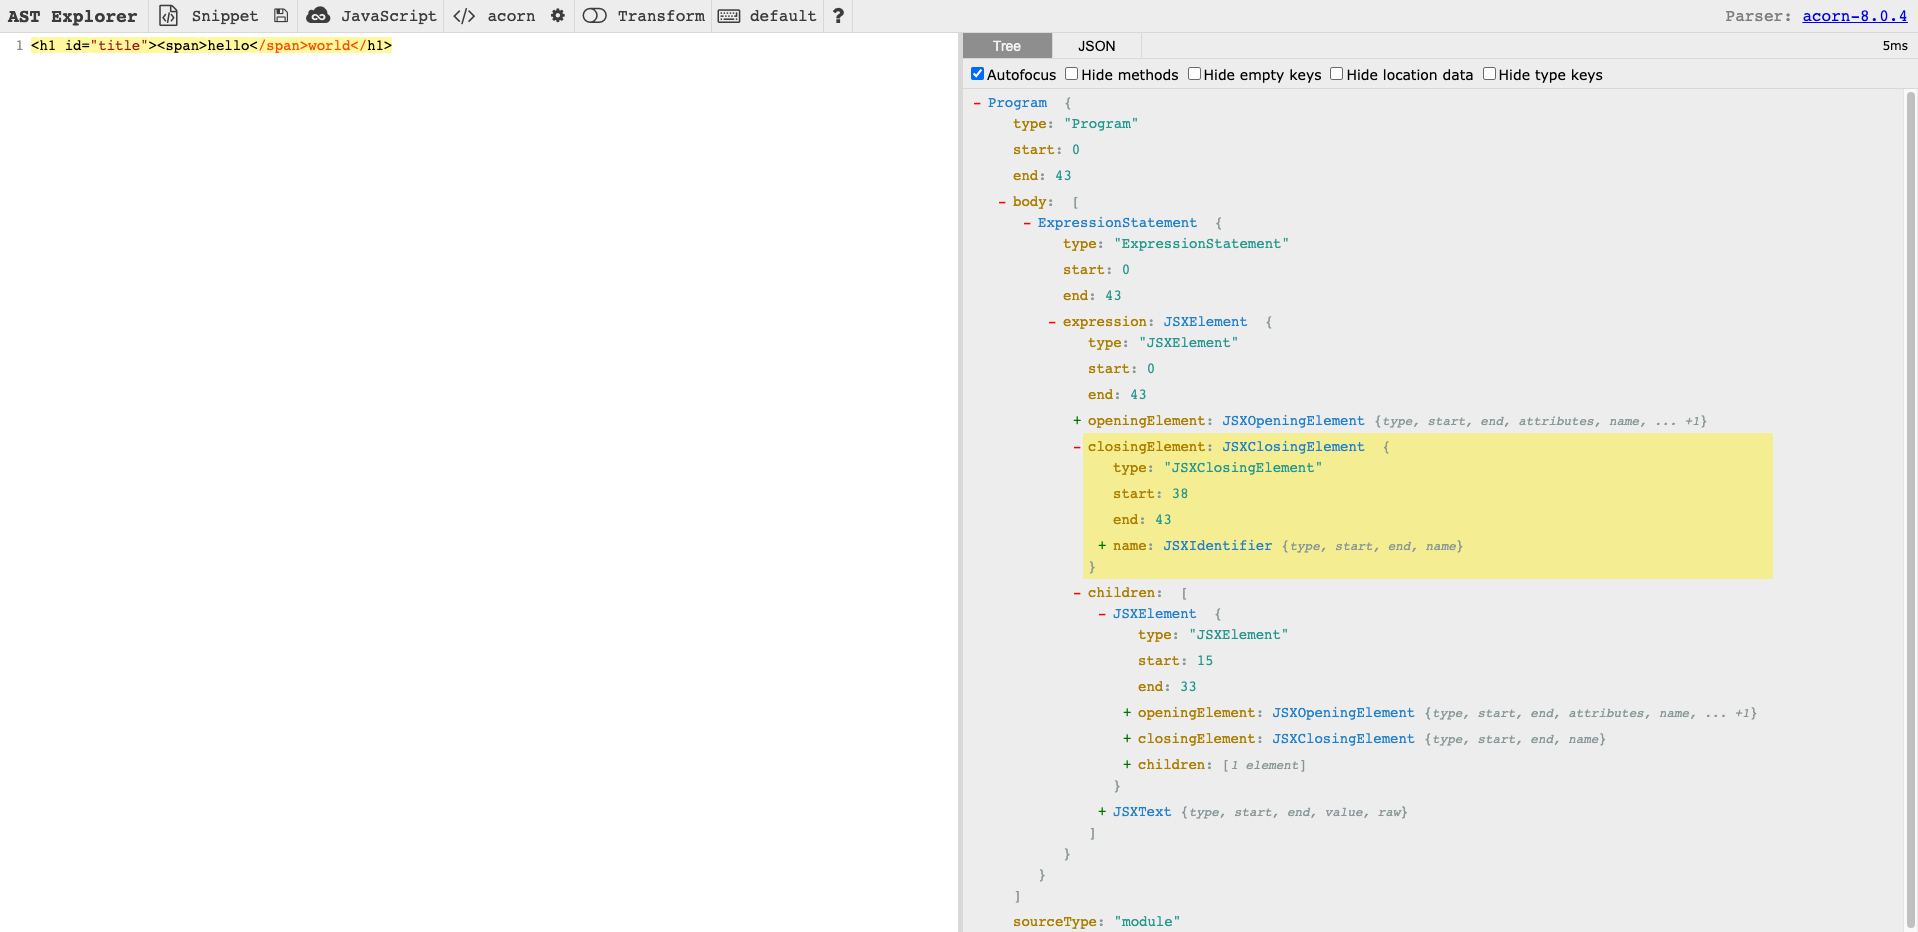 AST Explorer Snippet JavaScript </> acorn Transform default ? Parser: acorn-8.0.4
1 <h1 id="title"><span>hello</span>world</h1>
Tree JSON 5ms
Autofocus Hide methods Hide empty keys Hide location data Hide type keys
- Program {
type: "Program"
start: 0
end: 43
- body: [
- ExpressionStatement {
type: "ExpressionStatement"
start: 0
end: 43
- expression: JSXElement {
type: "JSXElement"
start: 0
end: 43
+ openingElement: JSXOpeningElement {type, start, end, attributes, name, ... +1}
- closingElement: JSXClosingElement {
type: "JSXClosingElement"
start: 38
end: 43
+ name: JSXIdentifier {type, start, end, name}
}
- children: [
- JSXElement {
type: "JSXElement"
start: 15
end: 33
+ openingElement: JSXOpeningElement {type, start, end, attributes, name, ... +1}
+ closingElement: JSXClosingElement {type, start, end, name}
+ children: [1 element]
}
+ JSXText {type, start, end, value, raw}
]
}
}
]
sourceType: "module"